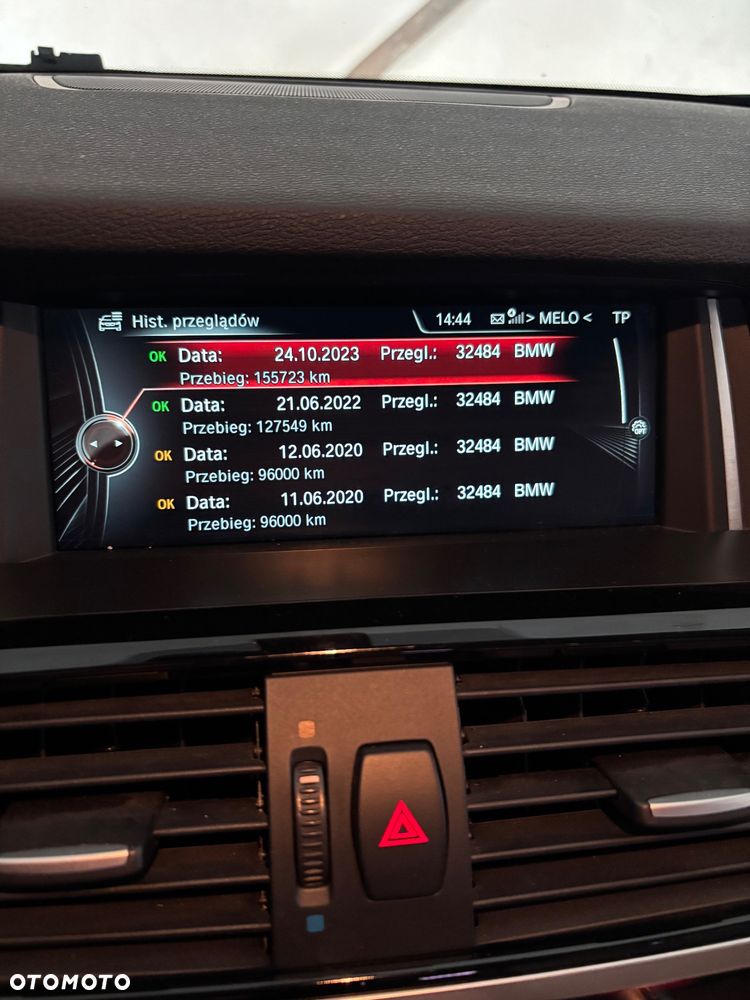 Hist. przeglądów 14:44 > MELO < TP
OK Data: 24.10.2023 Przegl.: 32484 BMW
Przebieg: 155723 km
OK Data: 21.06.2022 Przegl.: 32484 BMW
Przebieg: 127549 km
OK Data: 12.06.2020 Przegl.: 32484 BMW
Przebieg: 96000 km
OK Data: 11.06.2020 Przegl.: 32484 BMW
Przebieg: 96000 km
OPT
OTOMOTO